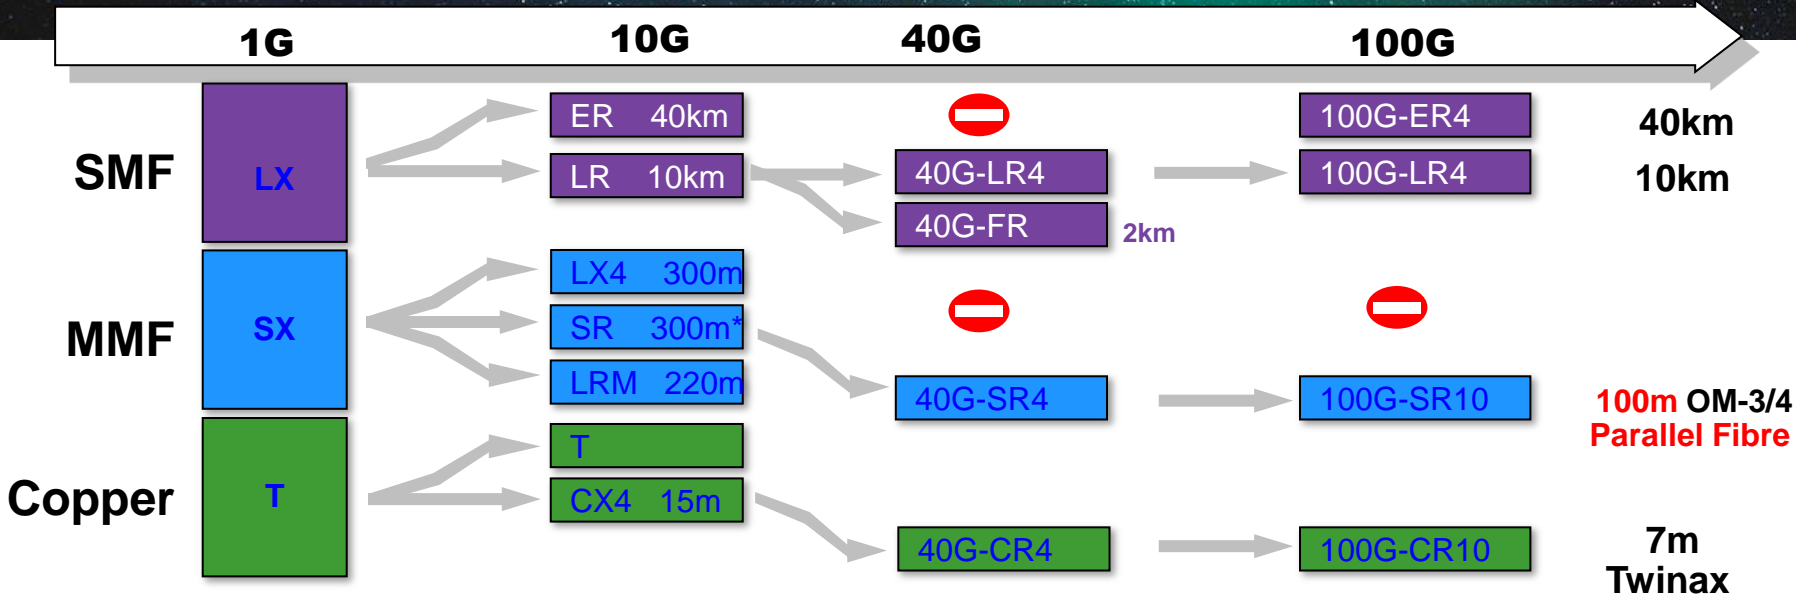 1G 10G 40G 100G
SMF
LX
ER 40km
LR 10km
40G-LR4
40G-FR
2km
100G-ER4
100G-LR4
40km
10km
MMF
SX
LX4 300m
SR 300m*
LRM 220m
40G-SR4
100G-SR10
100m OM-3/4
Parallel Fibre
Copper
T
T
CX4 15m
40G-CR4
100G-CR10
7m
Twinax